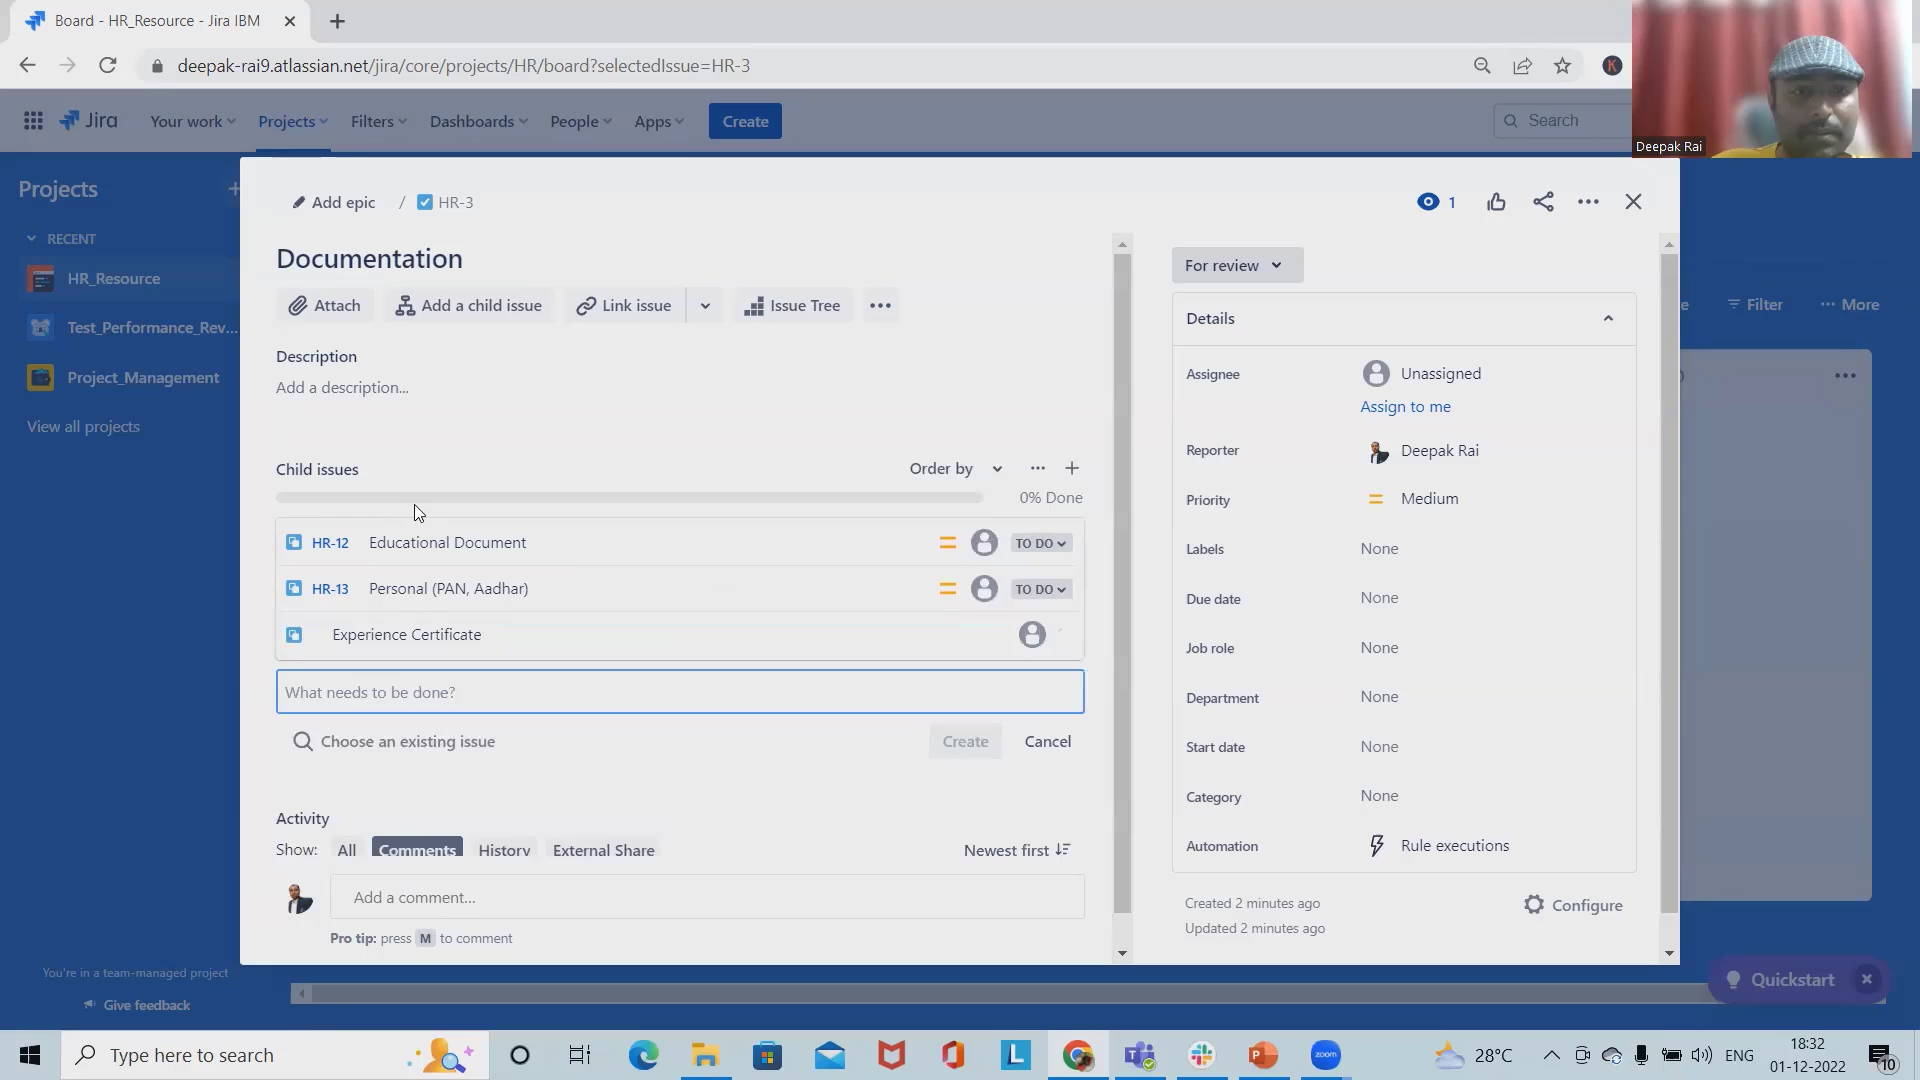 Board - HR_Resource - Jira IBM
deepak-rai9.atlassian.net/jira/core/projects/HR/board?selectedIssue=HR-3
K
Deepak Rai
Jira
Your work
Projects
Filters
Dashboards
People
Apps
Create
Search
Projects
RECENT
HR_Resource
Test_Performance_Rev...
Project_Management
View all projects
You're in a team-managed project
Give feedback
Add epic / HR-3
1
Documentation
Attach
Add a child issue
Link issue
Issue Tree
Description
Add a description...
Child issues
Order by
0% Done
HR-12 Educational Document TO DO
HR-13 Personal (PAN, Aadhar) TO DO
Experience Certificate
What needs to be done?
Choose an existing issue
Create
Cancel
Activity
Show: All Comments History External Share
Newest first
Add a comment...
Pro tip: press M to comment
For review
Details
Assignee Unassigned
Assign to me
Reporter Deepak Rai
Priority Medium
Labels None
Due date None
Job role None
Department None
Start date None
Category None
Automation Rule executions
Created 2 minutes ago
Updated 2 minutes ago
Configure
Filter
More
Quickstart
Type here to search
L
zoom
28°C
ENG
18:32
01-12-2022
10